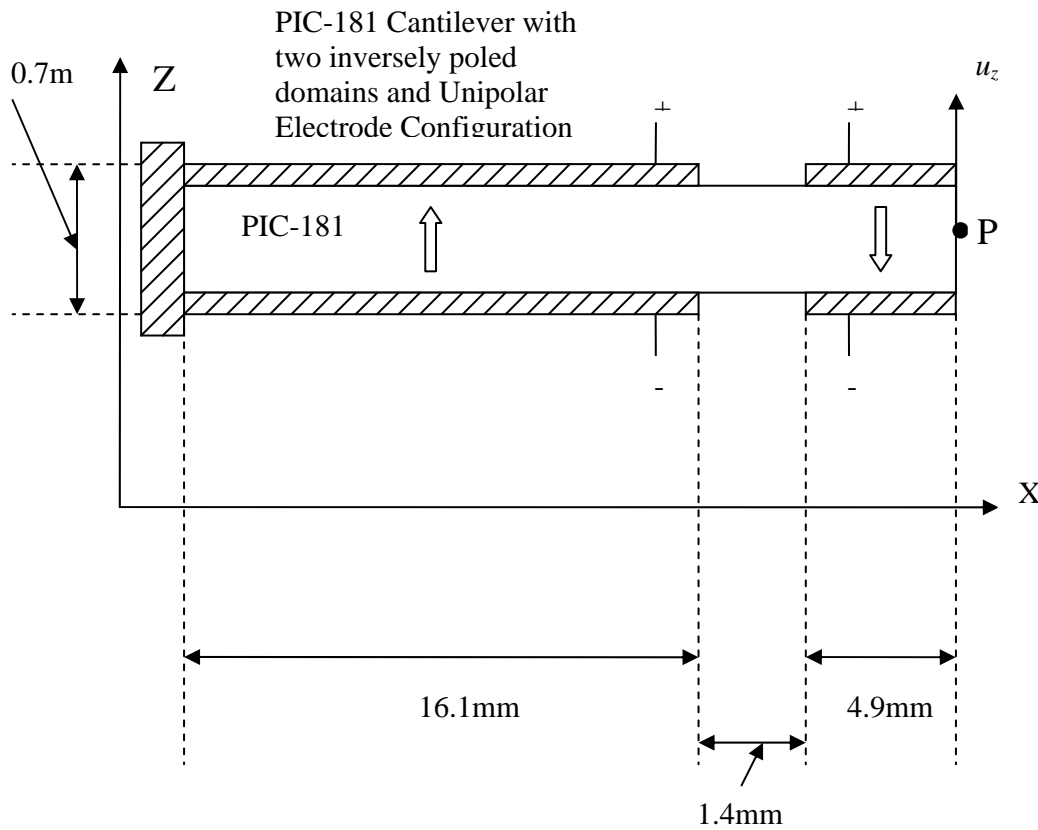 PIC-181 Cantilever with
two inversely poled
domains and Unipolar
Electrode Configuration
0.7m
Z
u_z
+
+
PIC-181
P
-
-
X
16.1mm
4.9mm
1.4mm